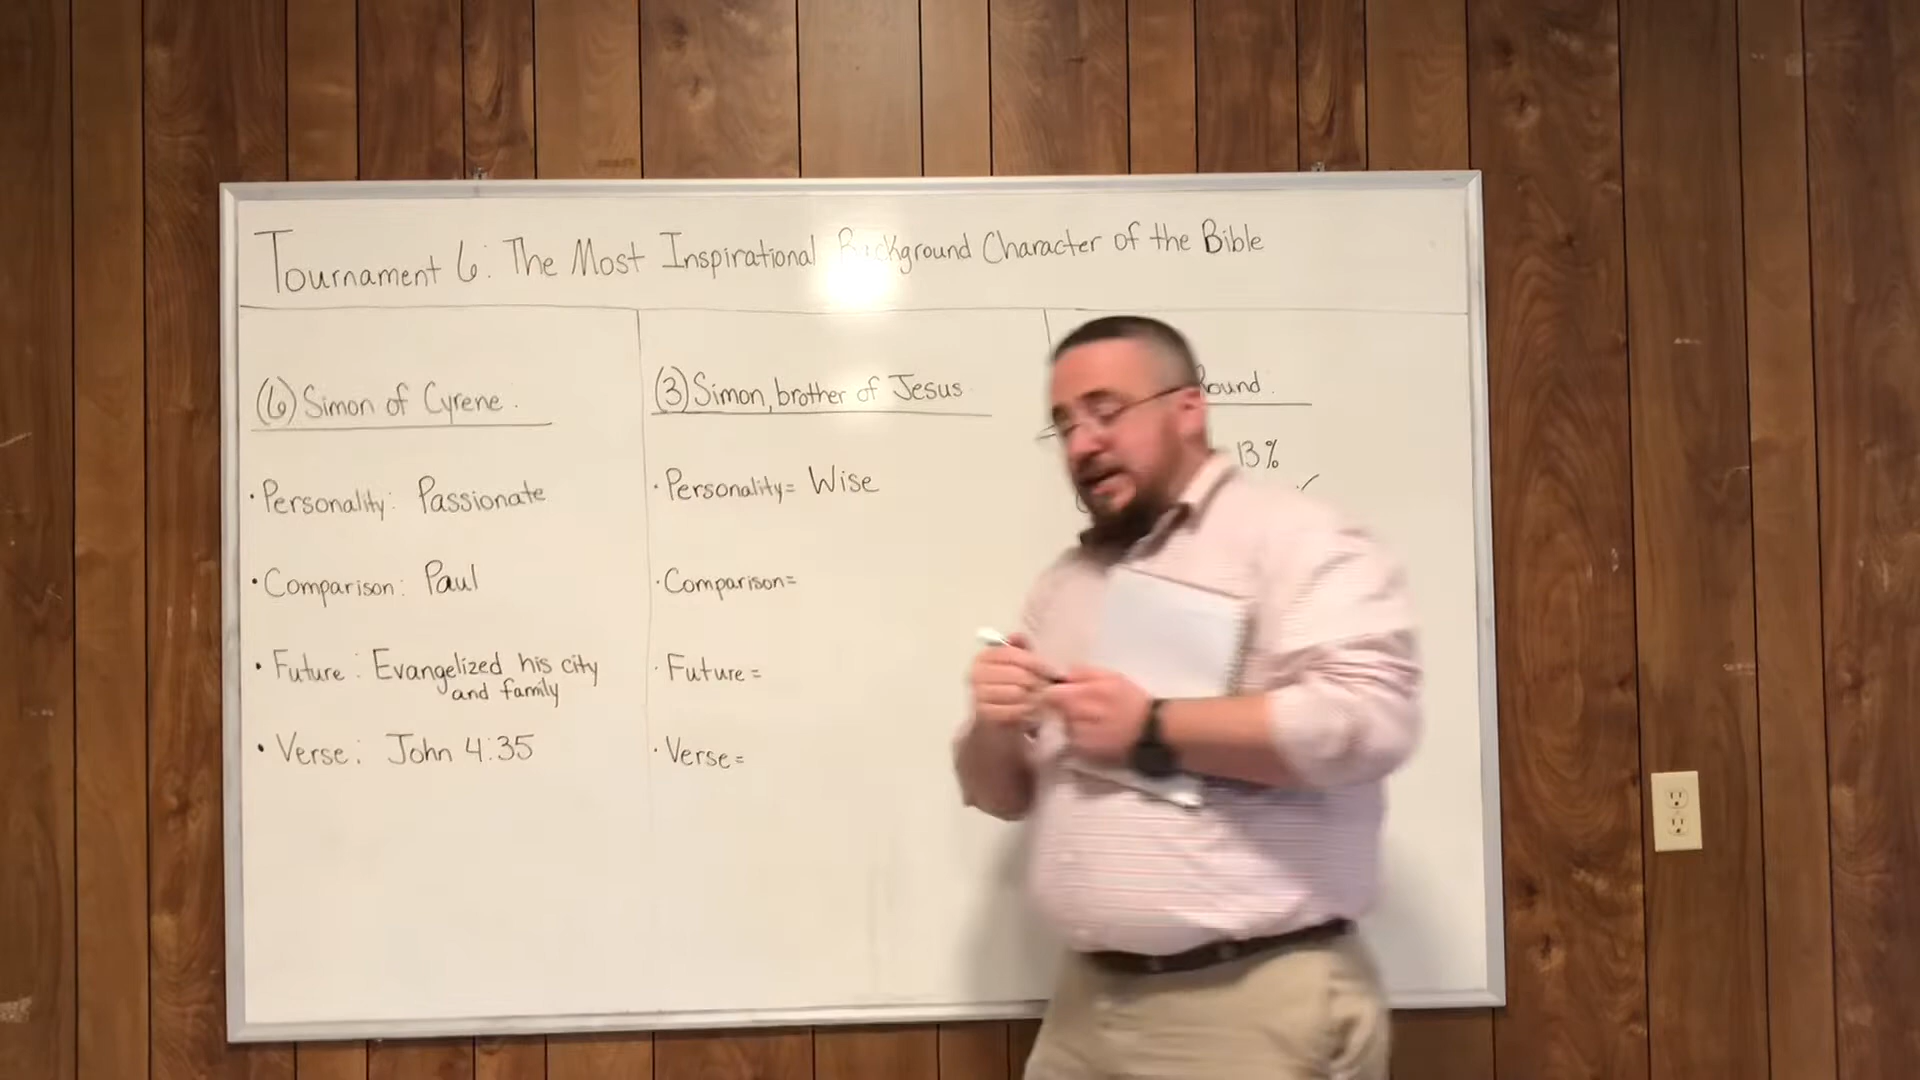 Tournament 6: The Most Inspirational Background Character of the Bible
(6) Simon of Cyrene.
• Personality: Passionate
• Comparison: Paul
• Future: Evangelized his city
and family
• Verse: John 4:35
(3) Simon, brother of Jesus
• Personality= Wise
• Comparison=
• Future=
• Verse=
Round:
13%